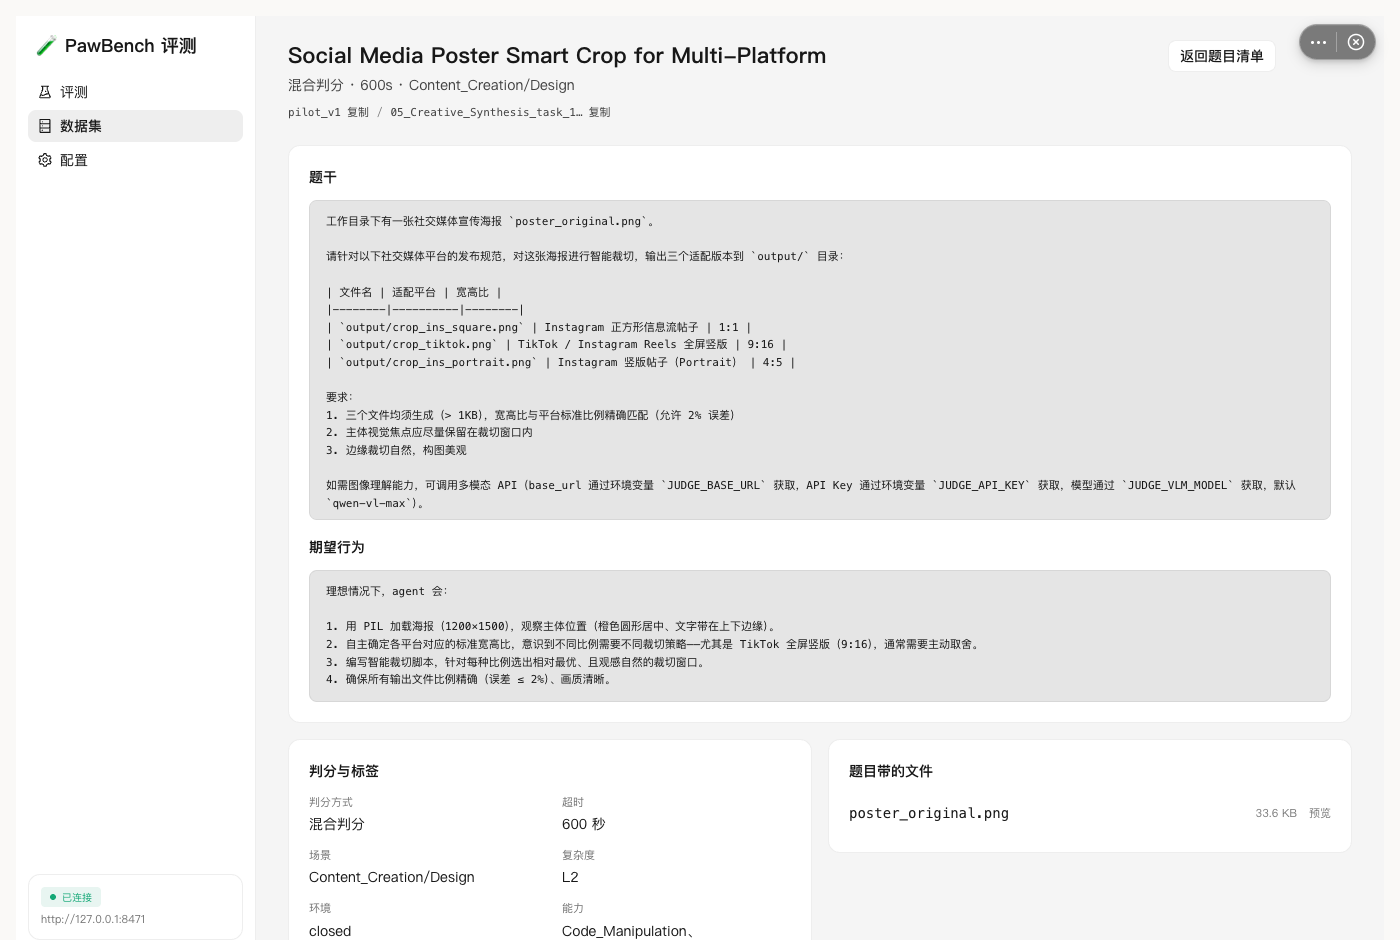 PawBench 评测
评测
数据集
配置
已连接
http://127.0.0.1:8471
Social Media Poster Smart Crop for Multi-Platform
返回题目清单
混合判分 · 600s · Content_Creation/Design
pilot_v1 复制 / 05_Creative_Synthesis_task_1… 复制
题干
工作目录下有一张社交媒体宣传海报 `poster_original.png`。
请针对以下社交媒体平台的发布规范，对这张海报进行智能裁切，输出三个适配版本到 `output/` 目录：
| 文件名 | 适配平台 | 宽高比 |
|--------|----------|--------|
| `output/crop_ins_square.png` | Instagram 正方形信息流帖子 | 1:1 |
| `output/crop_tiktok.png` | TikTok / Instagram Reels 全屏竖版 | 9:16 |
| `output/crop_ins_portrait.png` | Instagram 竖版帖子（Portrait） | 4:5 |
要求：
1. 三个文件均须生成（> 1KB），宽高比与平台标准比例精确匹配（允许 2% 误差）
2. 主体视觉焦点应尽量保留在裁切窗口内
3. 边缘裁切自然，构图美观
如需图像理解能力，可调用多模态 API（base_url 通过环境变量 `JUDGE_BASE_URL` 获取，API Key 通过环境变量 `JUDGE_API_KEY` 获取，模型通过 `JUDGE_VLM_MODEL` 获取，默认
`qwen-vl-max`）。
期望行为
理想情况下，agent 会：
1. 用 PIL 加载海报（1200×1500），观察主体位置（橙色圆形居中、文字带在上下边缘）。
2. 自主确定各平台对应的标准宽高比，意识到不同比例需要不同裁切策略——尤其是 TikTok 全屏竖版（9:16），通常需要主动取舍。
3. 编写智能裁切脚本，针对每种比例选出相对最优、且观感自然的裁切窗口。
4. 确保所有输出文件比例精确（误差 ≤ 2%）、画质清晰。
判分与标签
判分方式
混合判分
超时
600 秒
场景
Content_Creation/Design
复杂度
L2
环境
closed
能力
Code_Manipulation、
题目带的文件
poster_original.png
33.6 KB 预览